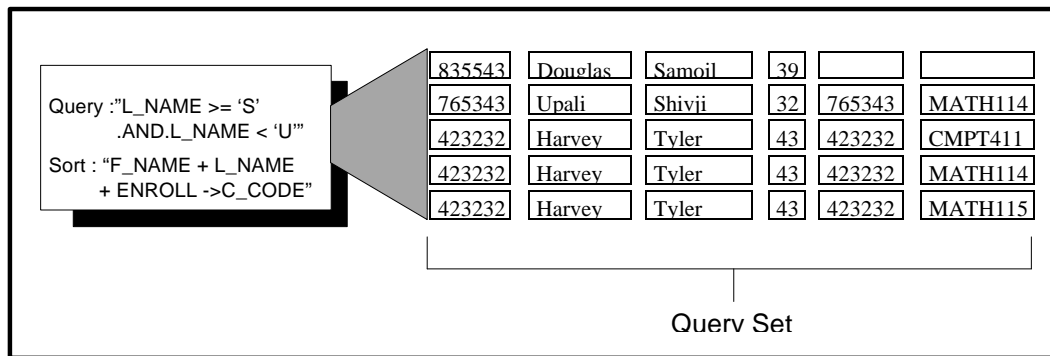 835543 Douglas Samoil 39
Query :"L_NAME >= ‘S’
765343 Upali Shivji 32 765343 MATH114
.AND.L_NAME < ‘U’"
423232 Harvey Tyler 43 423232 CMPT411
Sort : “F_NAME + L_NAME
423232 Harvey Tyler 43 423232 MATH114
+ ENROLL ->C_CODE”
423232 Harvey Tyler 43 423232 MATH115
Query Set